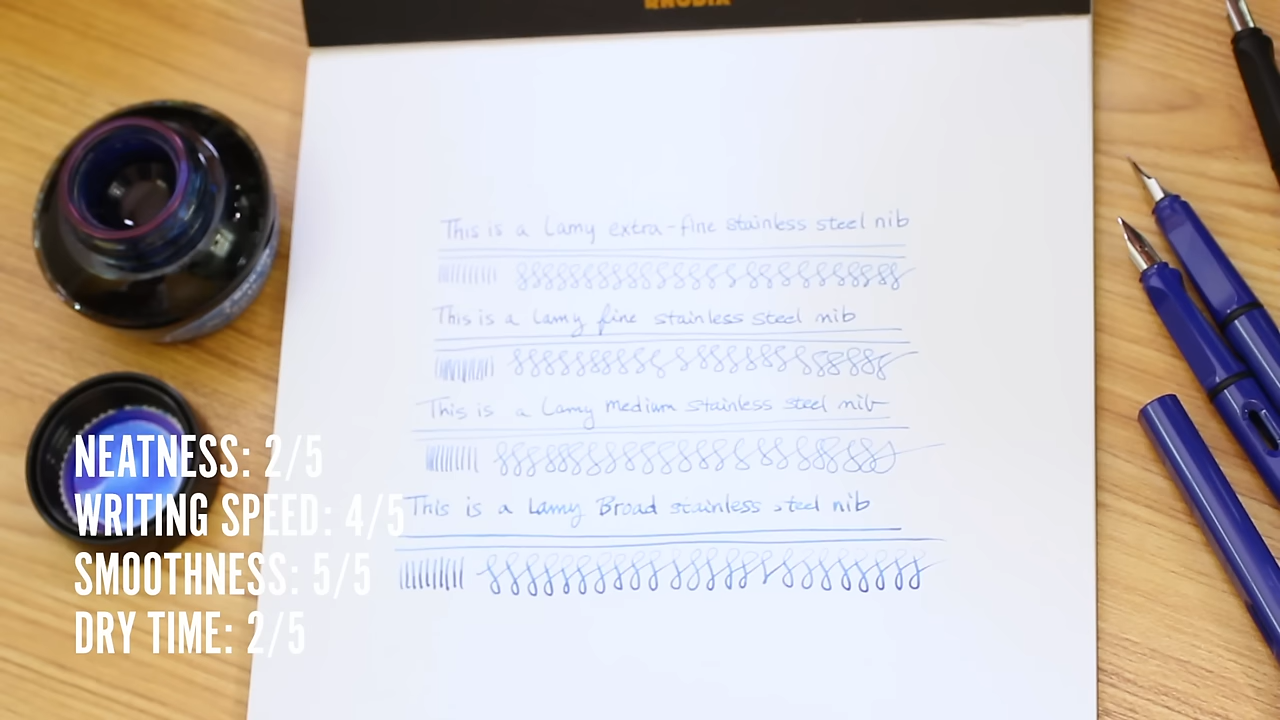 RHODIA
This is a Lamy extra-fine stainless steel nib
This is a Lamy fine stainless steel nib
This is a Lamy medium stainless steel nib
This is a Lamy Broad stainless steel nib
NEATNESS: 2/5
WRITING SPEED: 4/5
SMOOTHNESS: 5/5
DRY TIME: 2/5